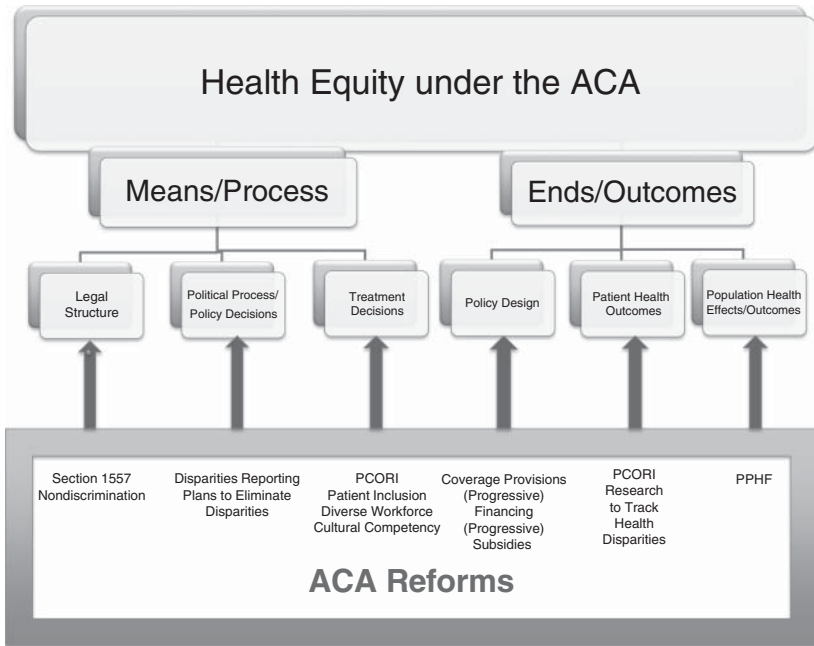 Health Equity under the ACA
Means/Process
Ends/Outcomes
Legal
Structure
Political Process/
Policy Decisions
Treatment
Decisions
Policy Design
Patient Health
Outcomes
Population Health
Effects/Outcomes
Section 1557
Nondiscrimination
Disparities Reporting
Plans to Eliminate
Disparities
PCORI
Patient Inclusion
Diverse Workforce
Cultural Competency
Coverage Provisions
(Progressive)
Financing
(Progressive)
Subsidies
PCORI
Research
to Track
Health
Disparities
PPHF
ACA Reforms